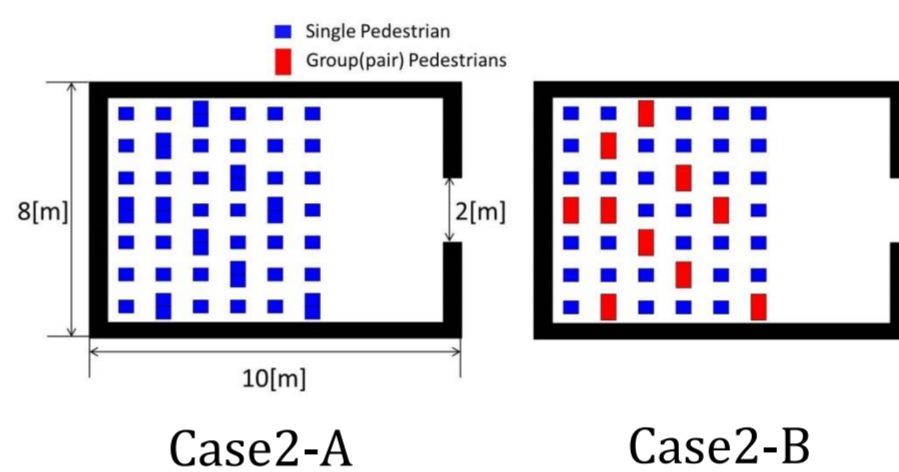 Single Pedestrian
Group(pair) Pedestrians
8[m]
2[m]
10[m]
Case2-A
Case2-B